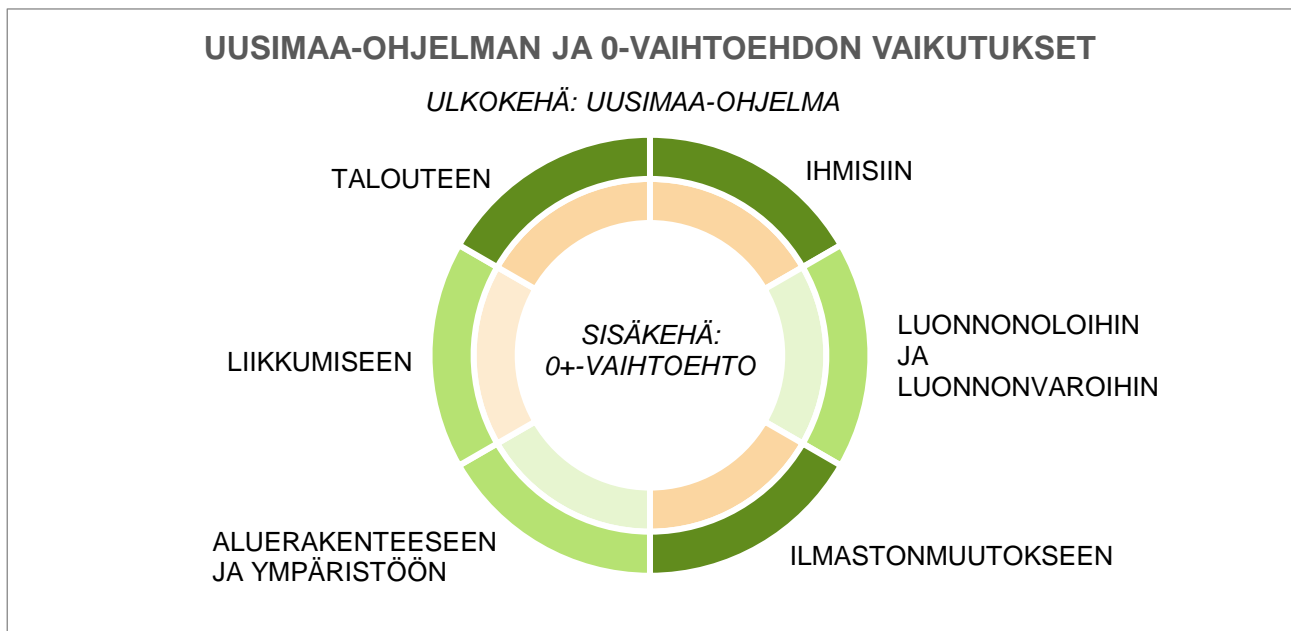 UUSIMAA-OHJELMAN JA 0-VAIHTOEHDON VAIKUTUKSET
ULKOKEHÄ: UUSIMAA-OHJELMA
TALOUTEEN
IHMISIIN
LIIKKUMISEEN
SISÄKEHÄ:
0+-VAIHTOEHTO
LUONNONOLOIHIN
JA
LUONNONVAROIHIN
ALUERAKENTEESEEN
JA YMPÄRISTÖÖN
ILMASTONMUUTOKSEEN